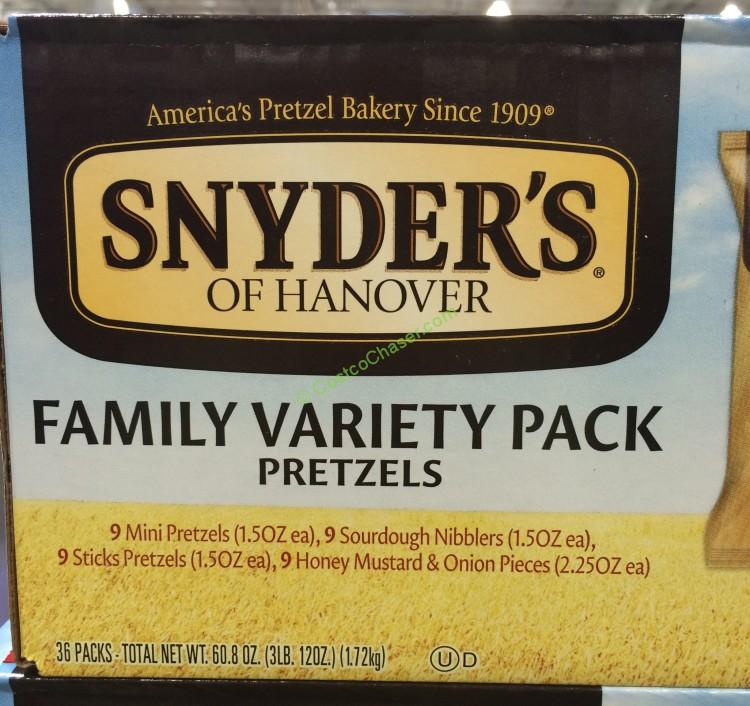 America's Pretzel Bakery Since 1909®
SNYDER'S®
OF HANOVER
© CostcoChaser.com
FAMILY VARIETY PACK
PRETZELS
9 Mini Pretzels (1.5OZ ea), 9 Sourdough Nibblers (1.5OZ ea),
9 Sticks Pretzels (1.5OZ ea), 9 Honey Mustard & Onion Pieces (2.25OZ ea)
36 PACKS - TOTAL NET WT. 60.8 OZ. (3LB. 12OZ.) (1.72kg) Ⓤ D